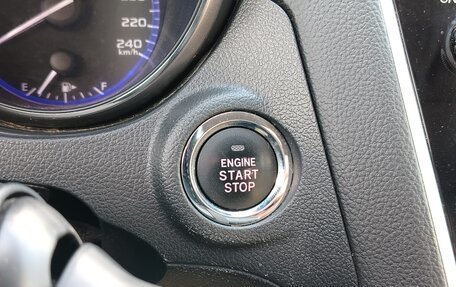 220
240
km/h
E F
ENGINE
START
STOP